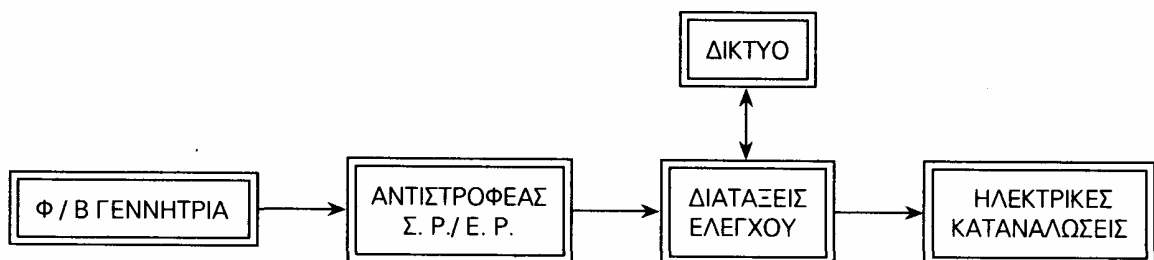 ΔΙΚΤΥΟ
Φ / Β ΓΕΝΝΗΤΡΙΑ
ΑΝΤΙΣΤΡΟΦΕΑΣ
Σ. Ρ./ Ε. Ρ.
ΔΙΑΤΑΞΕΙΣ
ΕΛΕΓΧΟΥ
ΗΛΕΚΤΡΙΚΕΣ
ΚΑΤΑΝΑΛΩΣΕΙΣ